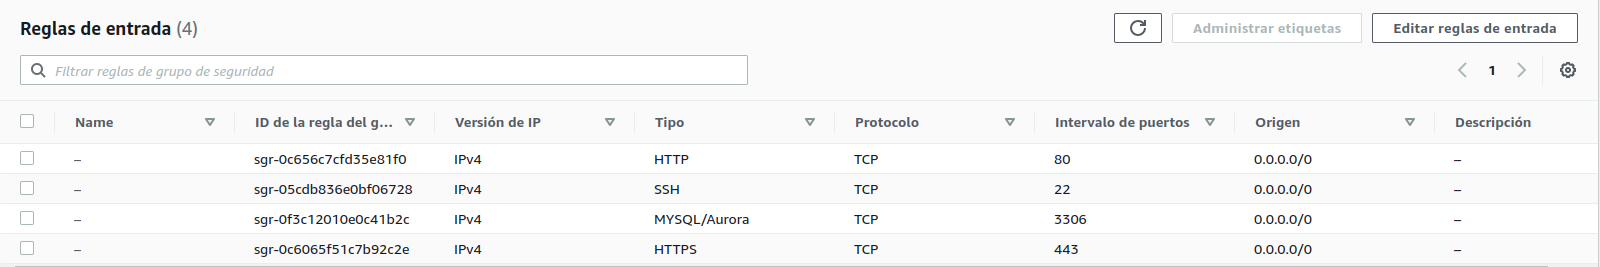 Reglas de entrada (4)
Administrar etiquetas
Editar reglas de entrada
Filtrar reglas de grupo de seguridad
1
Name ID de la regla del g... Versión de IP Tipo Protocolo Intervalo de puertos Origen Descripción
– sgr-0c656c7cfd35e81f0 IPv4 HTTP TCP 80 0.0.0.0/0 –
– sgr-05cdb836e0bf06728 IPv4 SSH TCP 22 0.0.0.0/0 –
– sgr-0f3c12010e0c41b2c IPv4 MYSQL/Aurora TCP 3306 0.0.0.0/0 –
– sgr-0c6065f51c7b92c2e IPv4 HTTPS TCP 443 0.0.0.0/0 –